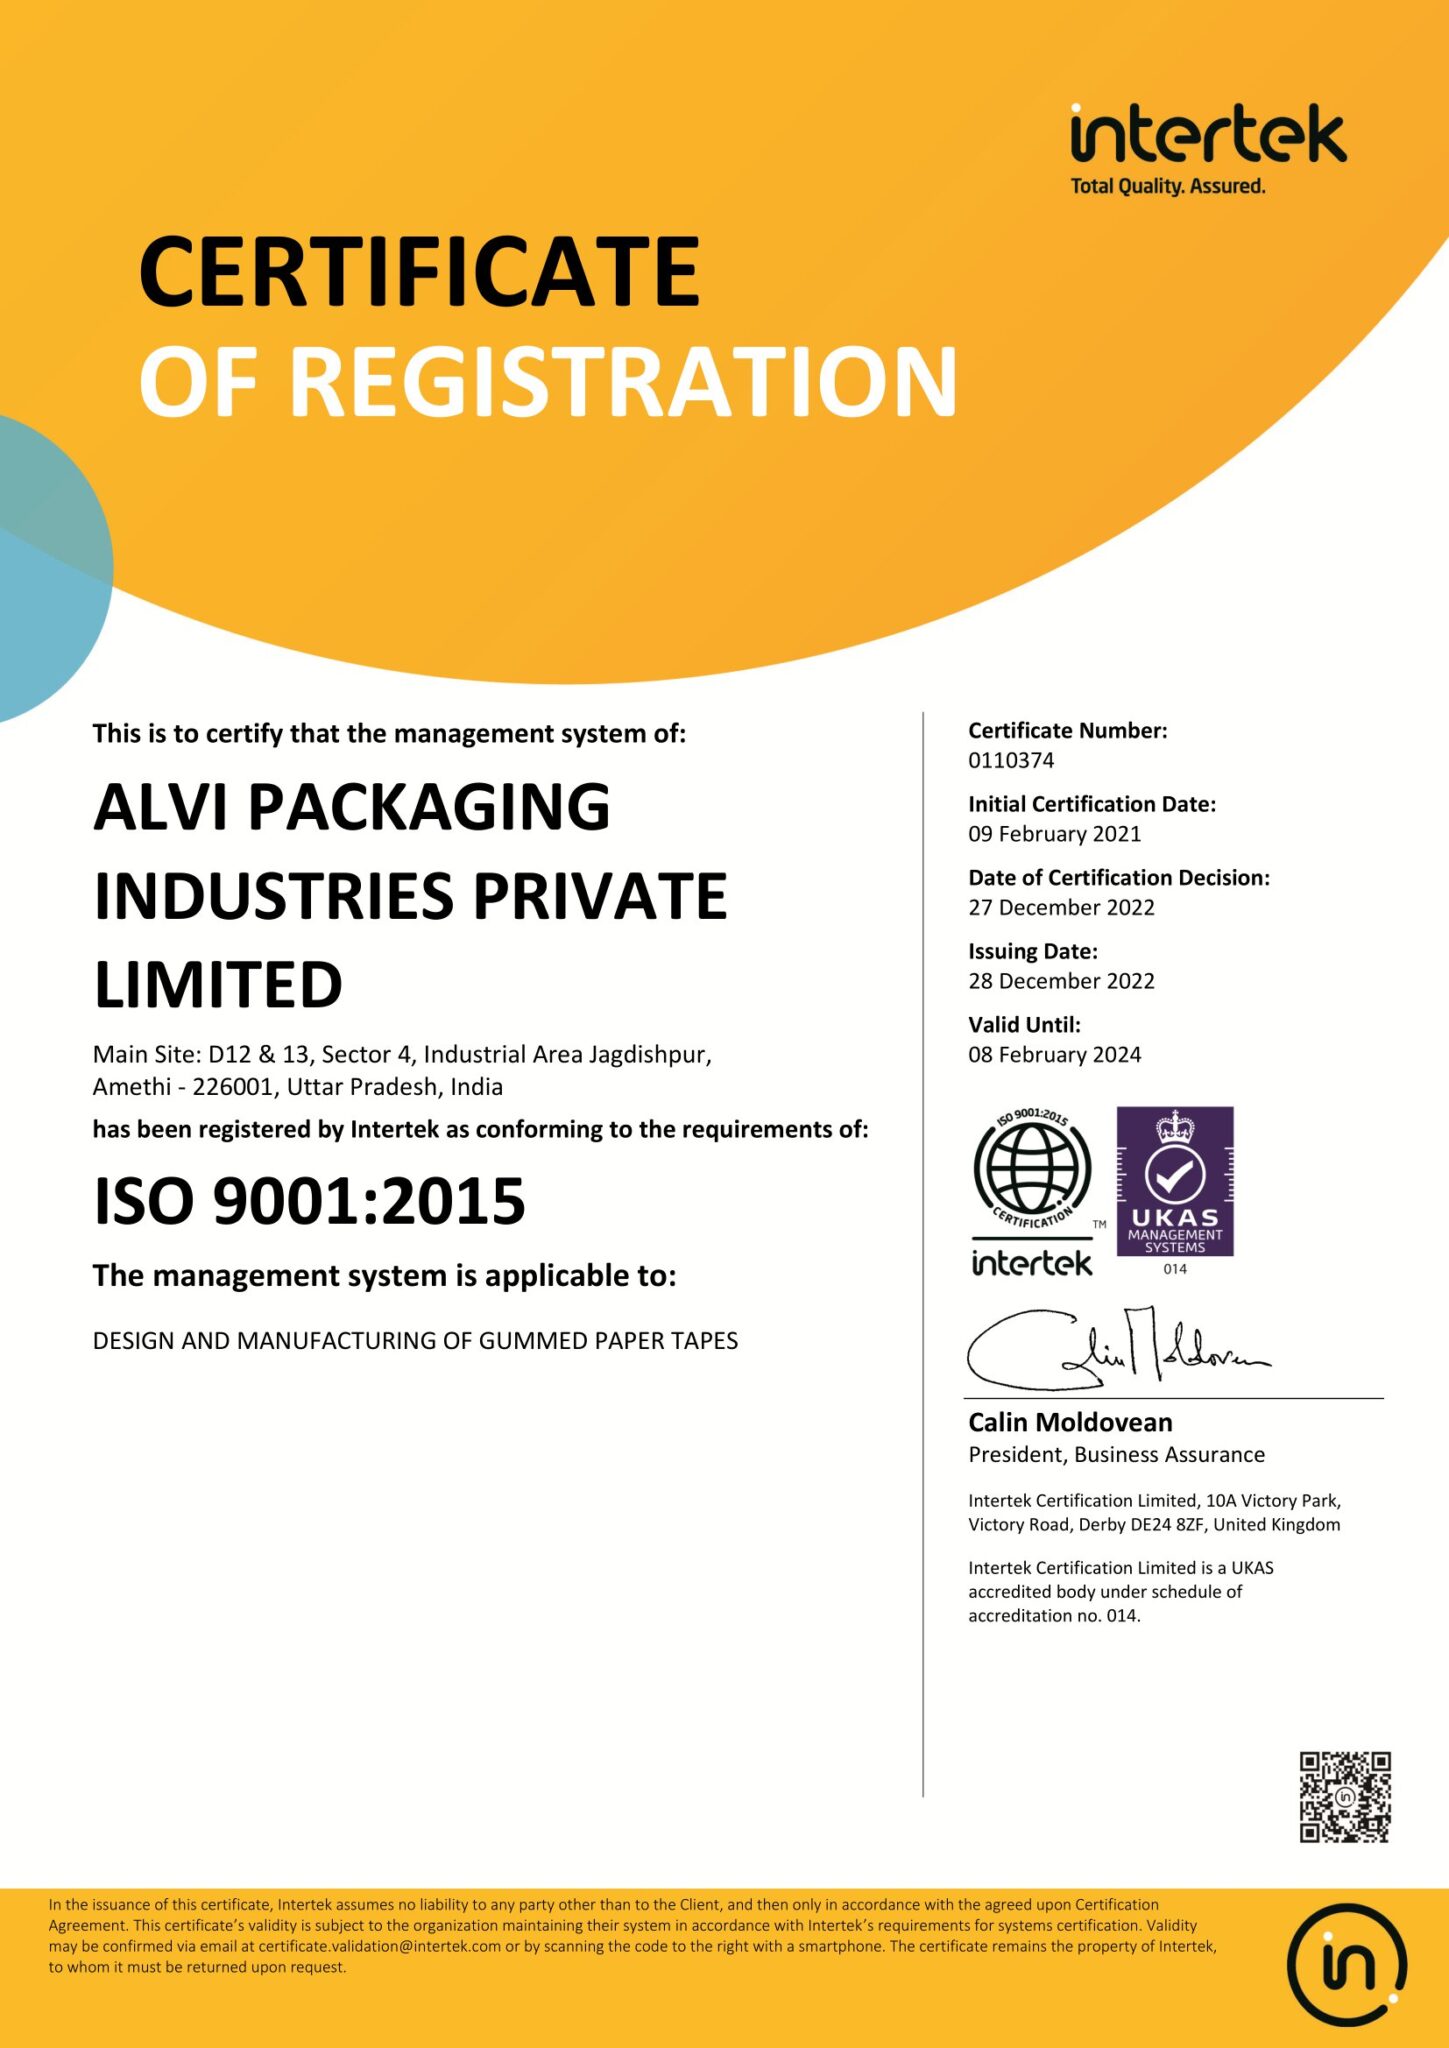 intertek
Total Quality. Assured.
CERTIFICATE
OF REGISTRATION
This is to certify that the management system of:
ALVI PACKAGING
INDUSTRIES PRIVATE
LIMITED
Main Site: D12 & 13, Sector 4, Industrial Area Jagdishpur,
Amethi - 226001, Uttar Pradesh, India
has been registered by Intertek as conforming to the requirements of:
ISO 9001:2015
The management system is applicable to:
DESIGN AND MANUFACTURING OF GUMMED PAPER TAPES
Certificate Number:
0110374
Initial Certification Date:
09 February 2021
Date of Certification Decision:
27 December 2022
Issuing Date:
28 December 2022
Valid Until:
08 February 2024
ISO 9001:2015
CERTIFICATION
TM
intertek
UKAS
MANAGEMENT
SYSTEMS
014
Calin Moldovean
Calin Moldovean
President, Business Assurance
Intertek Certification Limited, 10A Victory Park,
Victory Road, Derby DE24 8ZF, United Kingdom
Intertek Certification Limited is a UKAS
accredited body under schedule of
accreditation no. 014.
in
In the issuance of this certificate, Intertek assumes no liability to any party other than to the Client, and then only in accordance with the agreed upon Certification
Agreement. This certificate's validity is subject to the organization maintaining their system in accordance with Intertek's requirements for systems certification. Validity
may be confirmed via email at certificate.validation@intertek.com or by scanning the code to the right with a smartphone. The certificate remains the property of Intertek,
to whom it must be returned upon request.
in